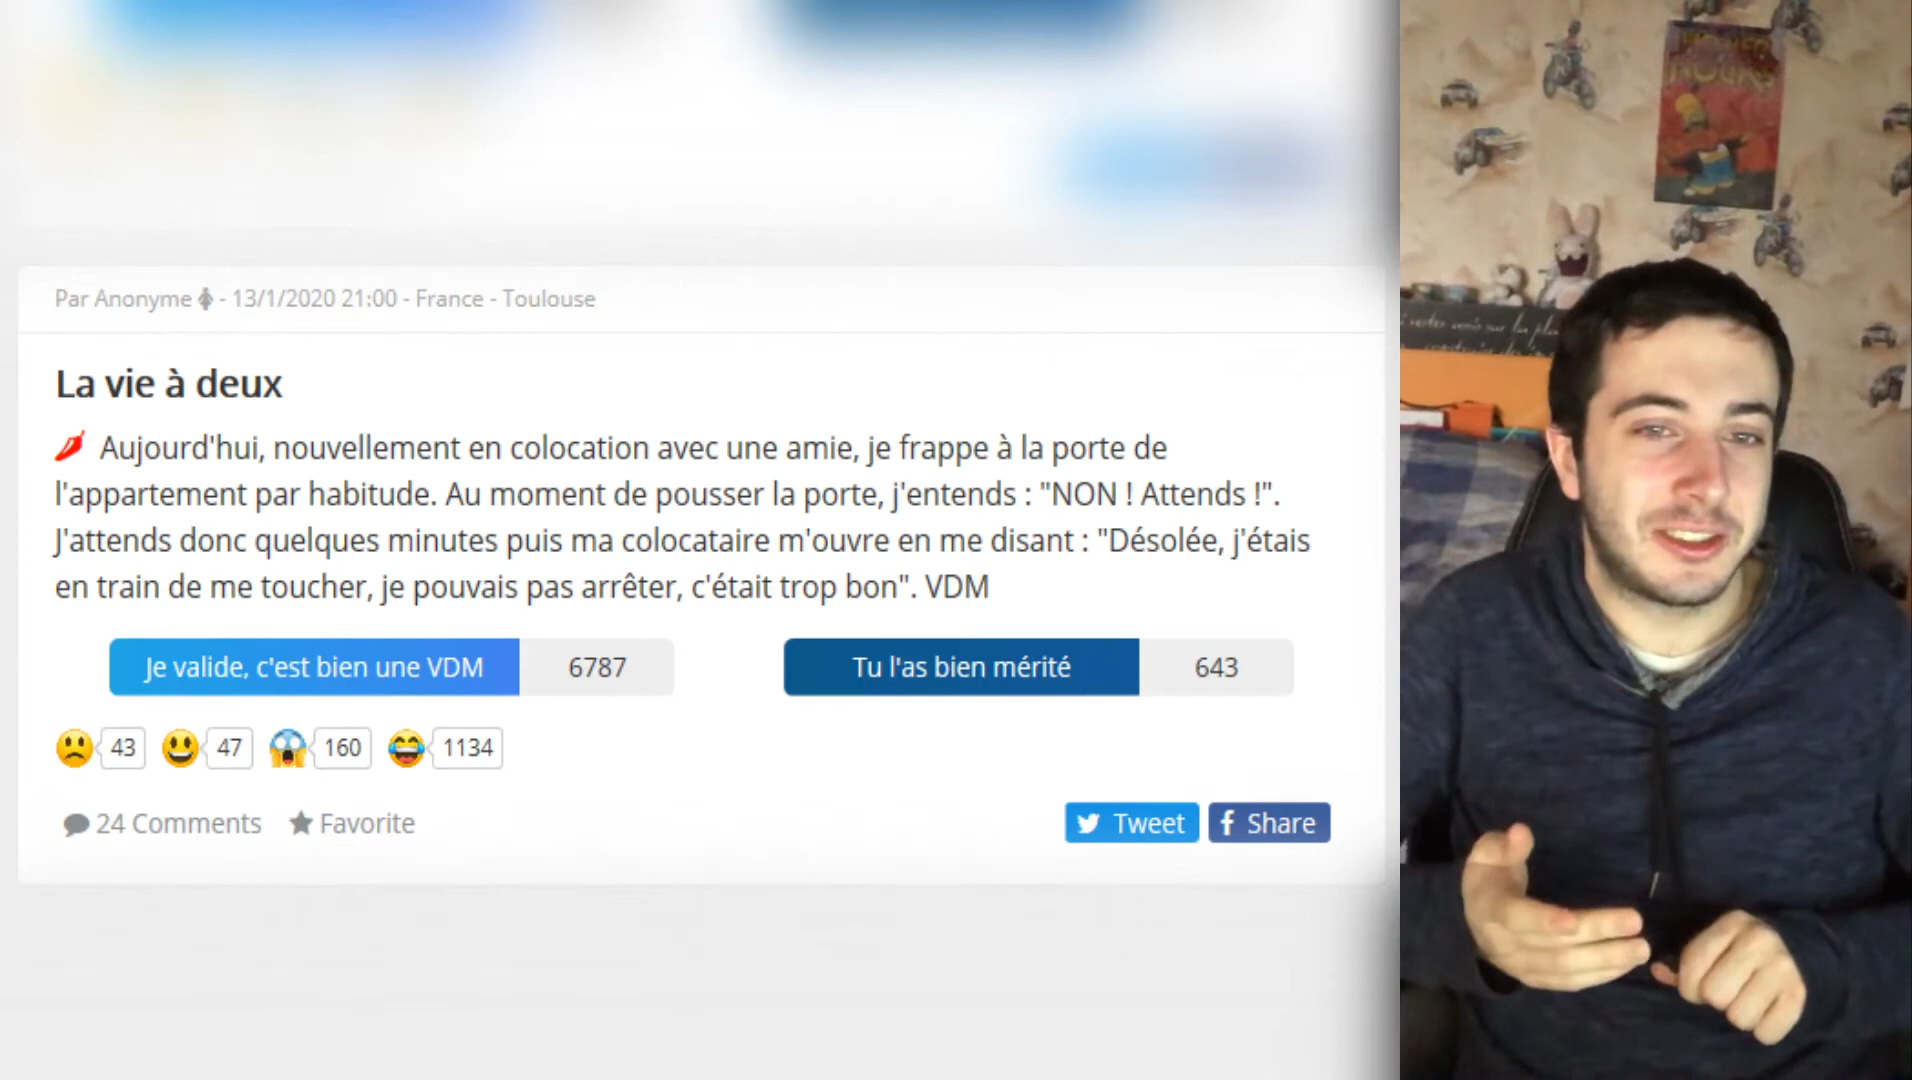 Par Anonyme - 13/1/2020 21:00 - France - Toulouse
La vie à deux
Aujourd'hui, nouvellement en colocation avec une amie, je frappe à la porte de
l'appartement par habitude. Au moment de pousser la porte, j'entends : "NON ! Attends !".
J'attends donc quelques minutes puis ma colocataire m'ouvre en me disant : "Désolée, j'étais
en train de me toucher, je pouvais pas arrêter, c'était trop bon". VDM
Je valide, c'est bien une VDM 6787 Tu l'as bien mérité 643
43 47 160 1134
24 Comments Favorite Tweet Share